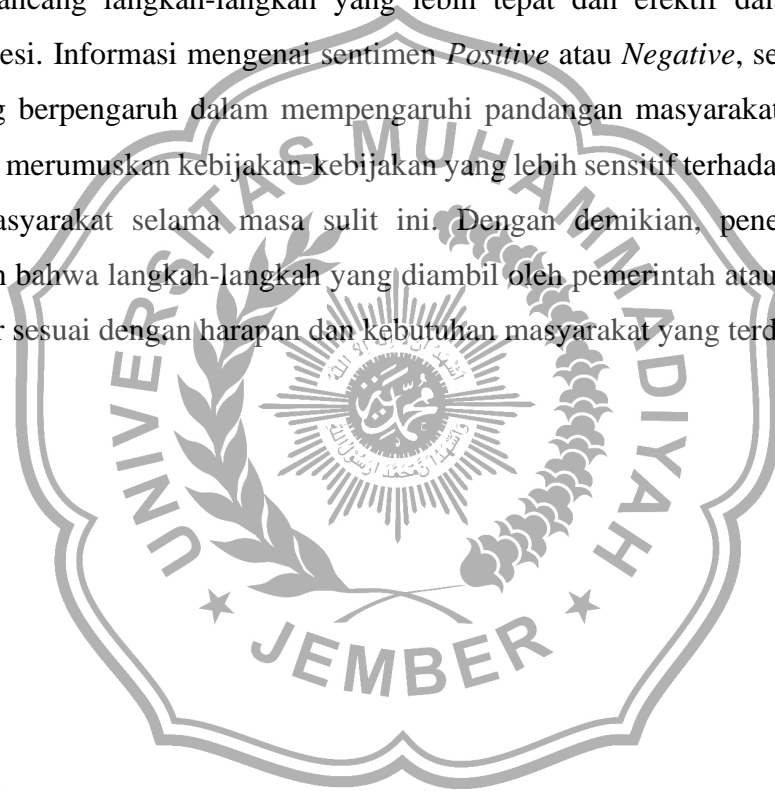 ancang langkah-langkah yang lebih tepat dan efektif dal
esi. Informasi mengenai sentimen Positive atau Negative, se
g berpengaruh dalam mempengaruhi pandangan masyarakat
merumuskan kebijakan-kebijakan yang lebih sensitif terhada
asyarakat selama masa sulit ini. Dengan demikian, pene
n bahwa langkah-langkah yang diambil oleh pemerintah atau
r sesuai dengan harapan dan kebutuhan masyarakat yang terd
UNIVERSITAS MUHAMMADIYAH
JEMBER